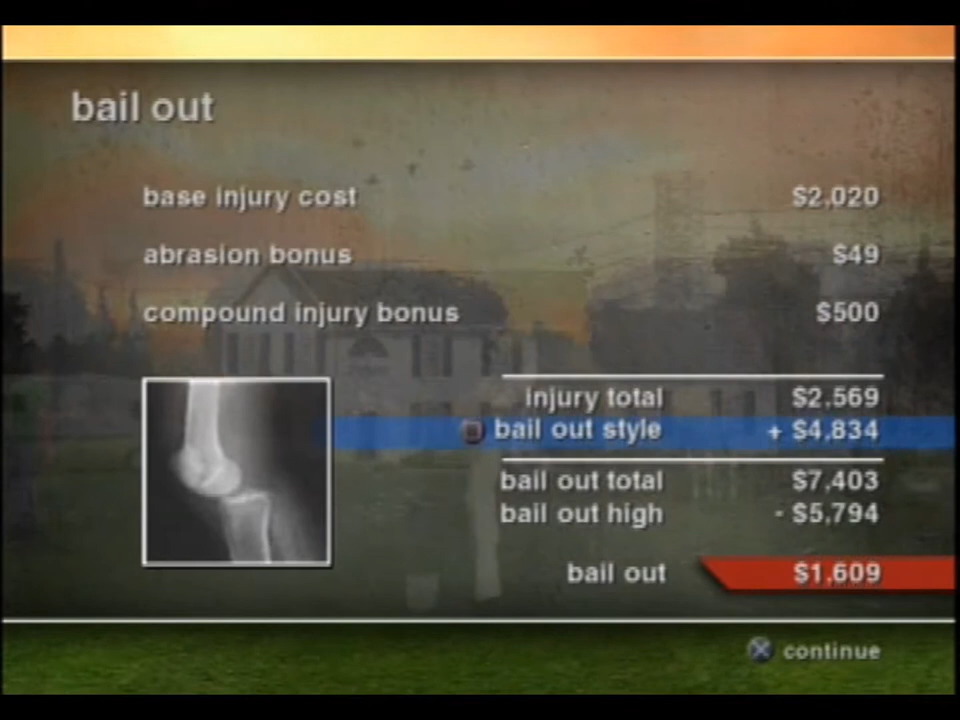 bail out
base injury cost $2,020
abrasion bonus $49
compound injury bonus $500
injury total $2,569
bail out style + $4,834
bail out total $7,403
bail out high - $5,794
bail out $1,609
continue